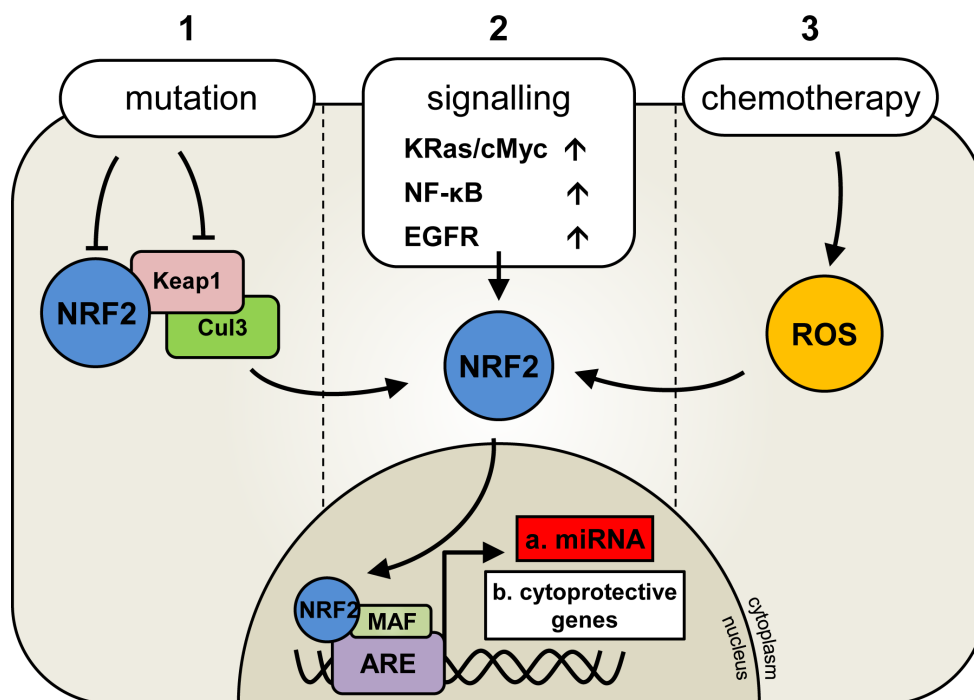 1
2
3
mutation
signalling
chemotherapy
KRas/cMyc ↑
NF-κB ↑
EGFR ↑
NRF2
Keap1
Cul3
NRF2
ROS
a. miRNA
b. cytoprotective
genes
NRF2
MAF
ARE
cytoplasm
nucleus